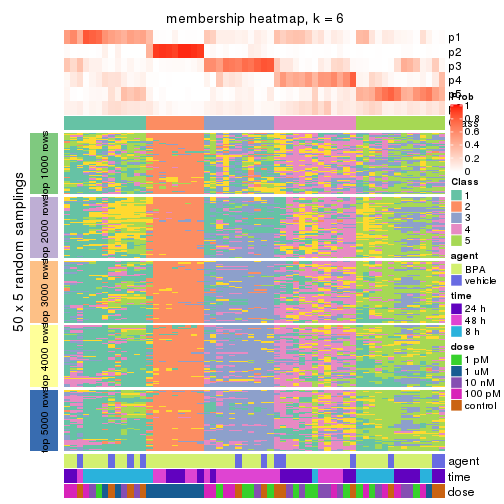 membership heatmap, k = 6
p1
p2
p3
p4
p5
Prob
1
0.8
0.6
0.4
0.2
0
Class
1
2
3
4
5
agent
BPA
vehicle
time
24 h
48 h
8 h
dose
1 pM
1 uM
10 nM
100 pM
control
50 x 5 random samplings
top 1000 rows
top 2000 rows
top 3000 rows
top 4000 rows
top 5000 rows
agent
time
dose